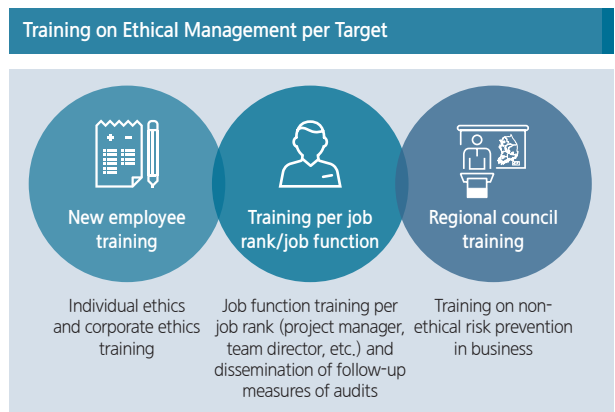 Training on Ethical Management per Target
New employee
training
Training per job
rank/job function
Regional council
training
Individual ethics
and corporate ethics
training
Job function training per
job rank (project manager,
team director, etc.) and
dissemination of follow-up
measures of audits
Training on non-
ethical risk prevention
in business